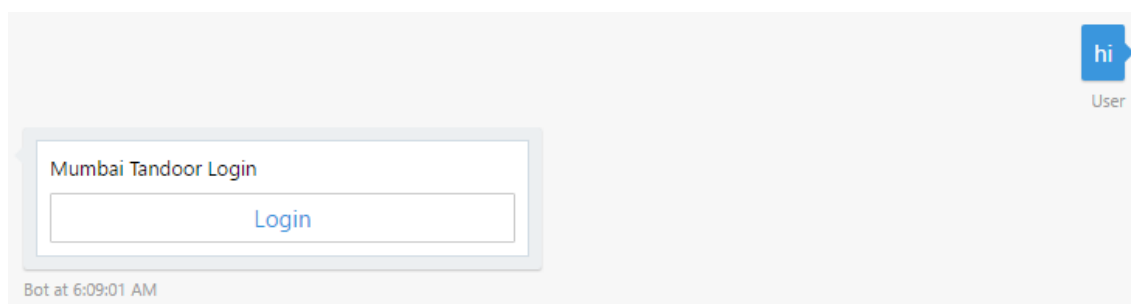 hi
User
Mumbai Tandoor Login
Login
Bot at 6:09:01 AM